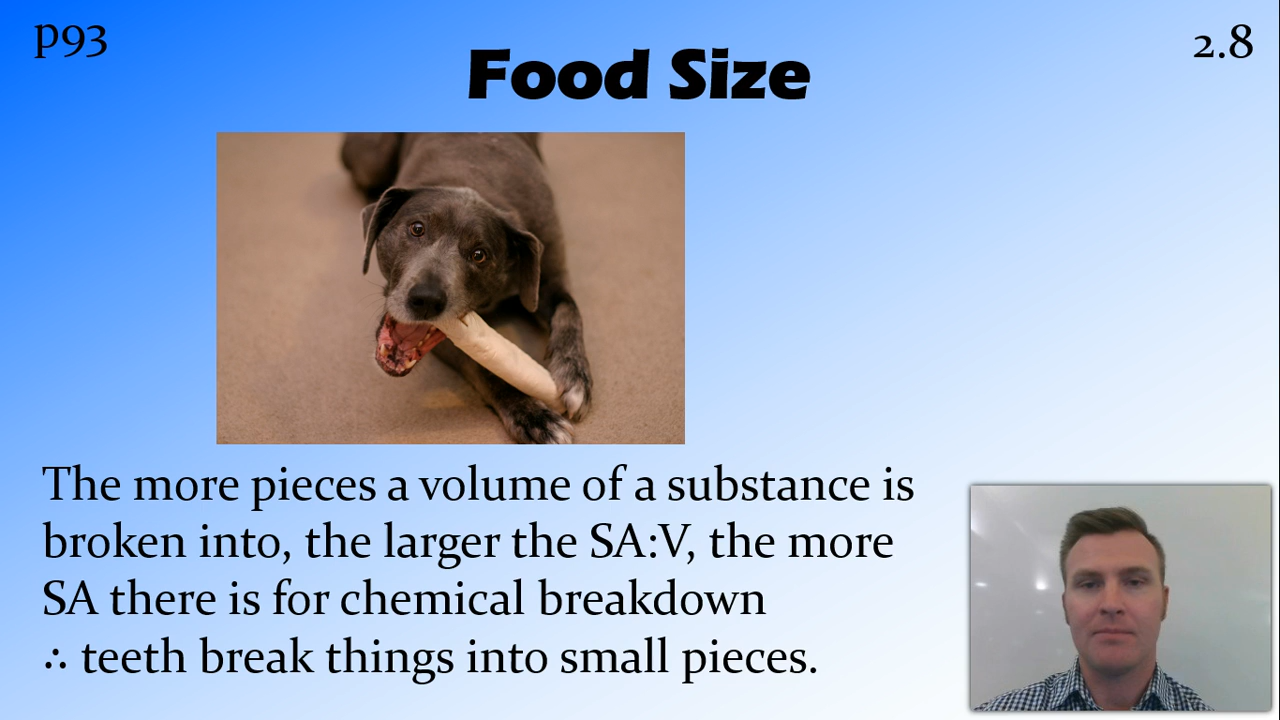 p93
2.8
Food Size
The more pieces a volume of a substance is
broken into, the larger the SA:V, the more
SA there is for chemical breakdown
∴ teeth break things into small pieces.